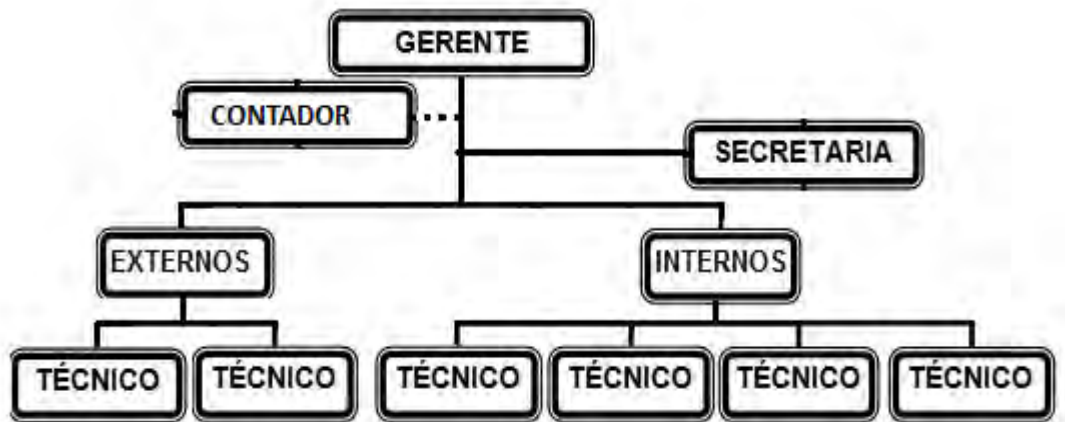 GERENTE
CONTADOR
SECRETARIA
EXTERNOS
INTERNOS
TÉCNICO
TÉCNICO
TÉCNICO
TÉCNICO
TÉCNICO
TÉCNICO